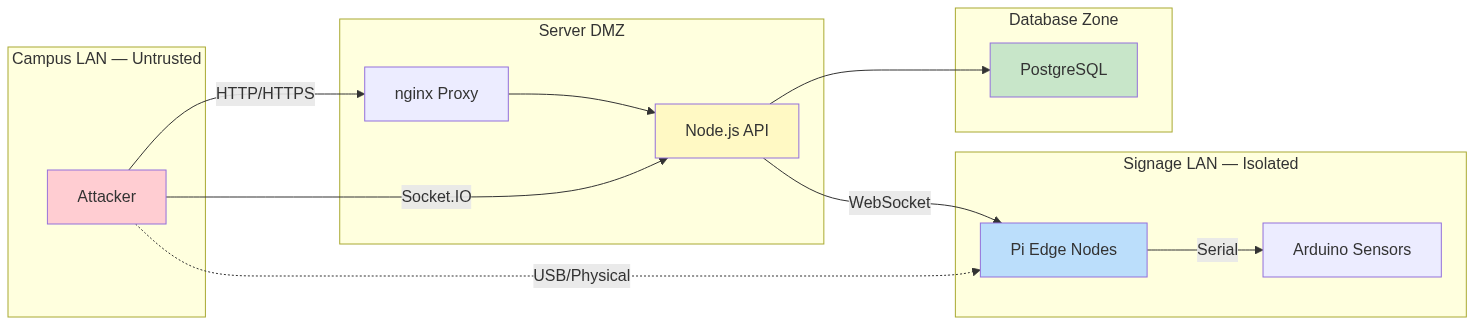 Campus LAN — Untrusted
Attacker
HTTP/HTTPS
Socket.IO
USB/Physical
Server DMZ
nginx Proxy
Node.js API
WebSocket
Database Zone
PostgreSQL
Signage LAN — Isolated
Pi Edge Nodes
Serial
Arduino Sensors